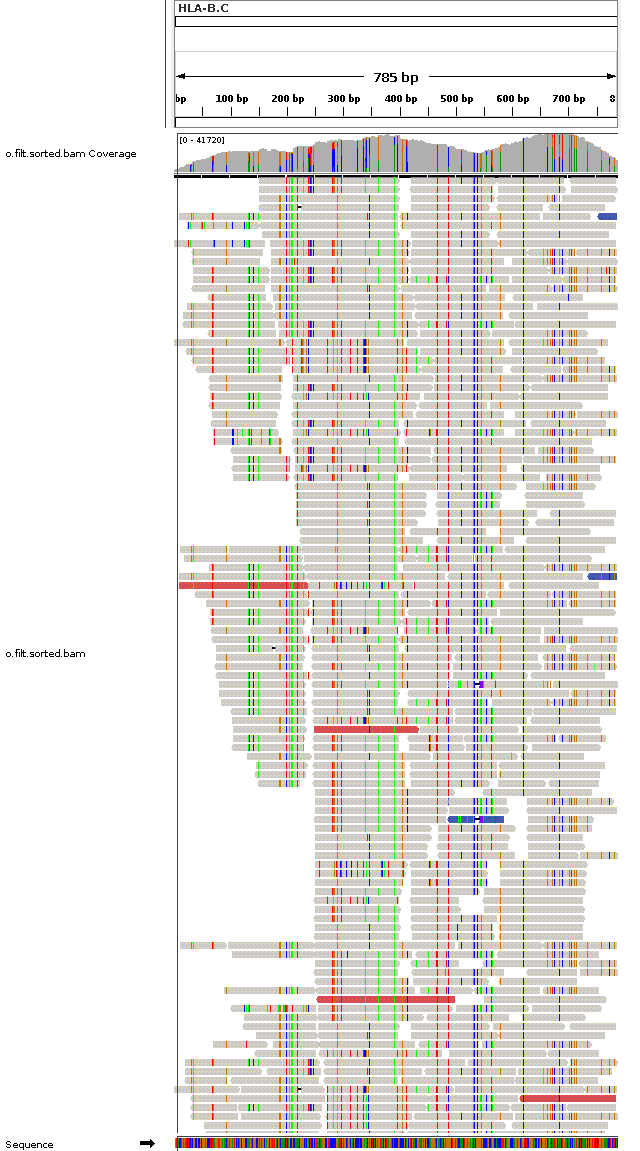 HLA-B.C
785 bp
bp 100 bp 200 bp 300 bp 400 bp 500 bp 600 bp 700 bp 8
[0 - 41720]
o.filt.sorted.bam Coverage
o.filt.sorted.bam
Sequence